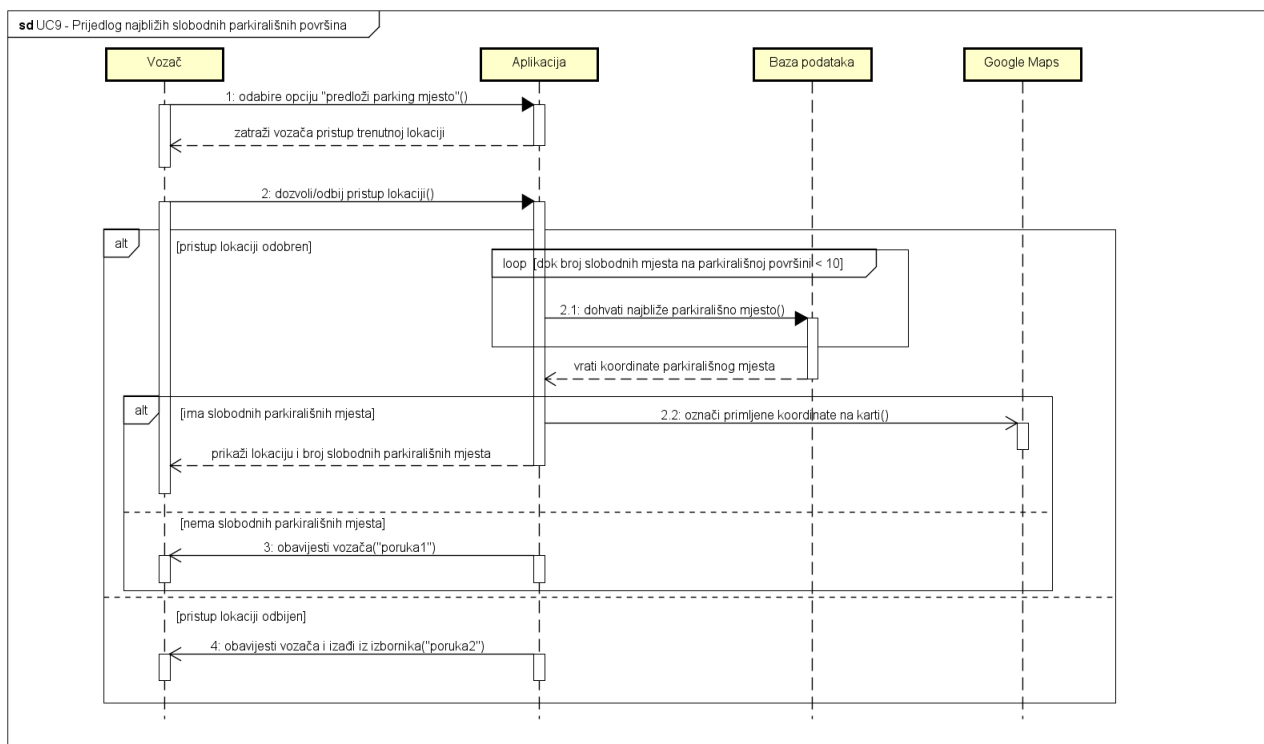 sd UC9 - Prijedlog najbližih slobodnih parkirališnih površina
Vozač
Aplikacija
Baza podataka
Google Maps
1: odabire opciju "predloži parking mjesto"()
zatraži vozača pristup trenutnoj lokaciji
2: dozvoli/odbij pristup lokaciji()
alt
[pristup lokaciji odobren]
loop [dok broj slobodnih mjesta na parkirališnoj površini < 10]
2.1: dohvati najbliže parkirališno mjesto()
vrati koordinate parkirališnog mjesta
alt
[ima slobodnih parkirališnih mjesta]
2.2: označi primljene koordinate na karti()
prikaži lokaciju i broj slobodnih parkirališnih mjesta
[nema slobodnih parkirališnih mjesta]
3: obavijesti vozača("poruka1")
[pristup lokaciji odbijen]
4: obavijesti vozača i izađi iz izbornika("poruka2")